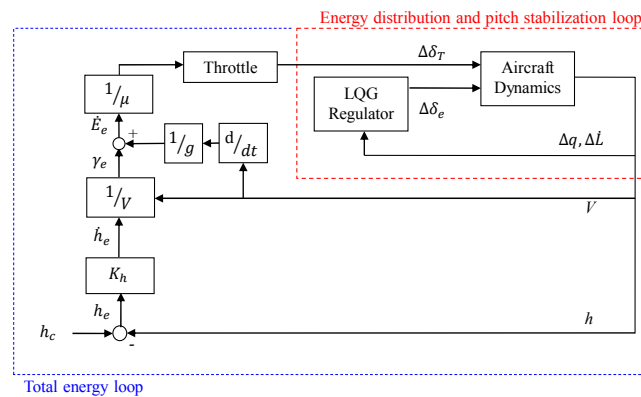 Energy distribution and pitch stabilization loop
Δδ_T
Throttle
Aircraft
Dynamics
1/μ
LQG
Regulator
Δδ_e
Ė_e
+
1/g
d/dt
Δq, ΔL̇
γ_e
1/V
V
ḣ_e
K_h
h_e
h_c
h
-
Total energy loop